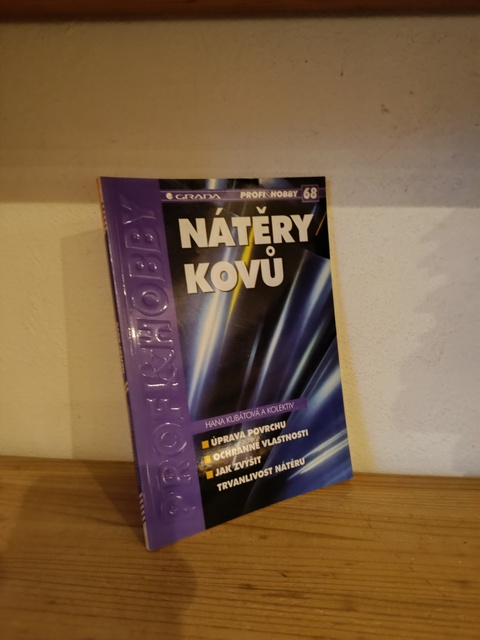 GRADA PROFI & HOBBY 68
NÁTĚRY
KOVŮ
HANA KUBÁTOVÁ A KOLEKTIV
ÚPRAVA POVRCHU
OCHRANNÉ VLASTNOSTI
JAK ZVÝŠIT
TRVANLIVOST NÁTĚRU
PROFI&HOBBY